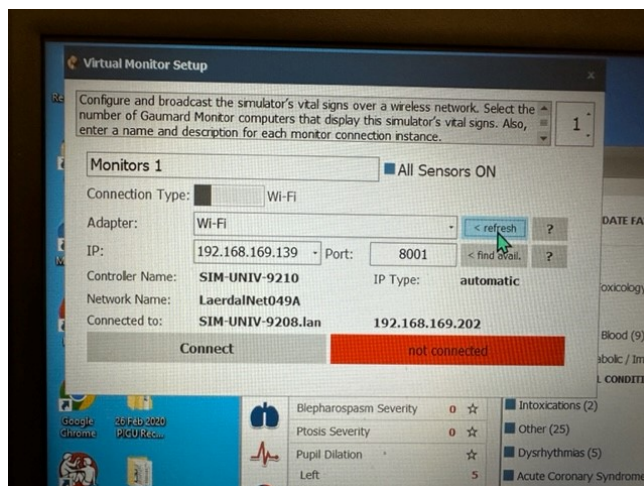 Virtual Monitor Setup
x
Configure and broadcast the simulator's vital signs over a wireless network. Select the
number of Gaumard Monitor computers that display this simulator's vital signs. Also,
enter a name and description for each monitor connection instance.
1
Monitors 1
All Sensors ON
Connection Type:
Wi-Fi
Adapter:
Wi-Fi
< refresh
?
IP:
192.168.169.139
Port:
8001
< find avail.
?
Controller Name:
SIM-UNIV-9210
IP Type:
automatic
Network Name:
LaerdalNet049A
Connected to:
SIM-UNIV-9208.lan
192.168.169.202
Connect
not connected
DATE FA
oxicology
Blood (9)
abolic / Im
L CONDITI
Google
Chrome
26 Feb 2020
PICU Rec...
Blepharospasm Severity
0
Ptosis Severity
0
Pupil Dilation
Left
5
Intoxications (2)
Other (25)
Dysrhythmias (5)
Acute Coronary Syndrome